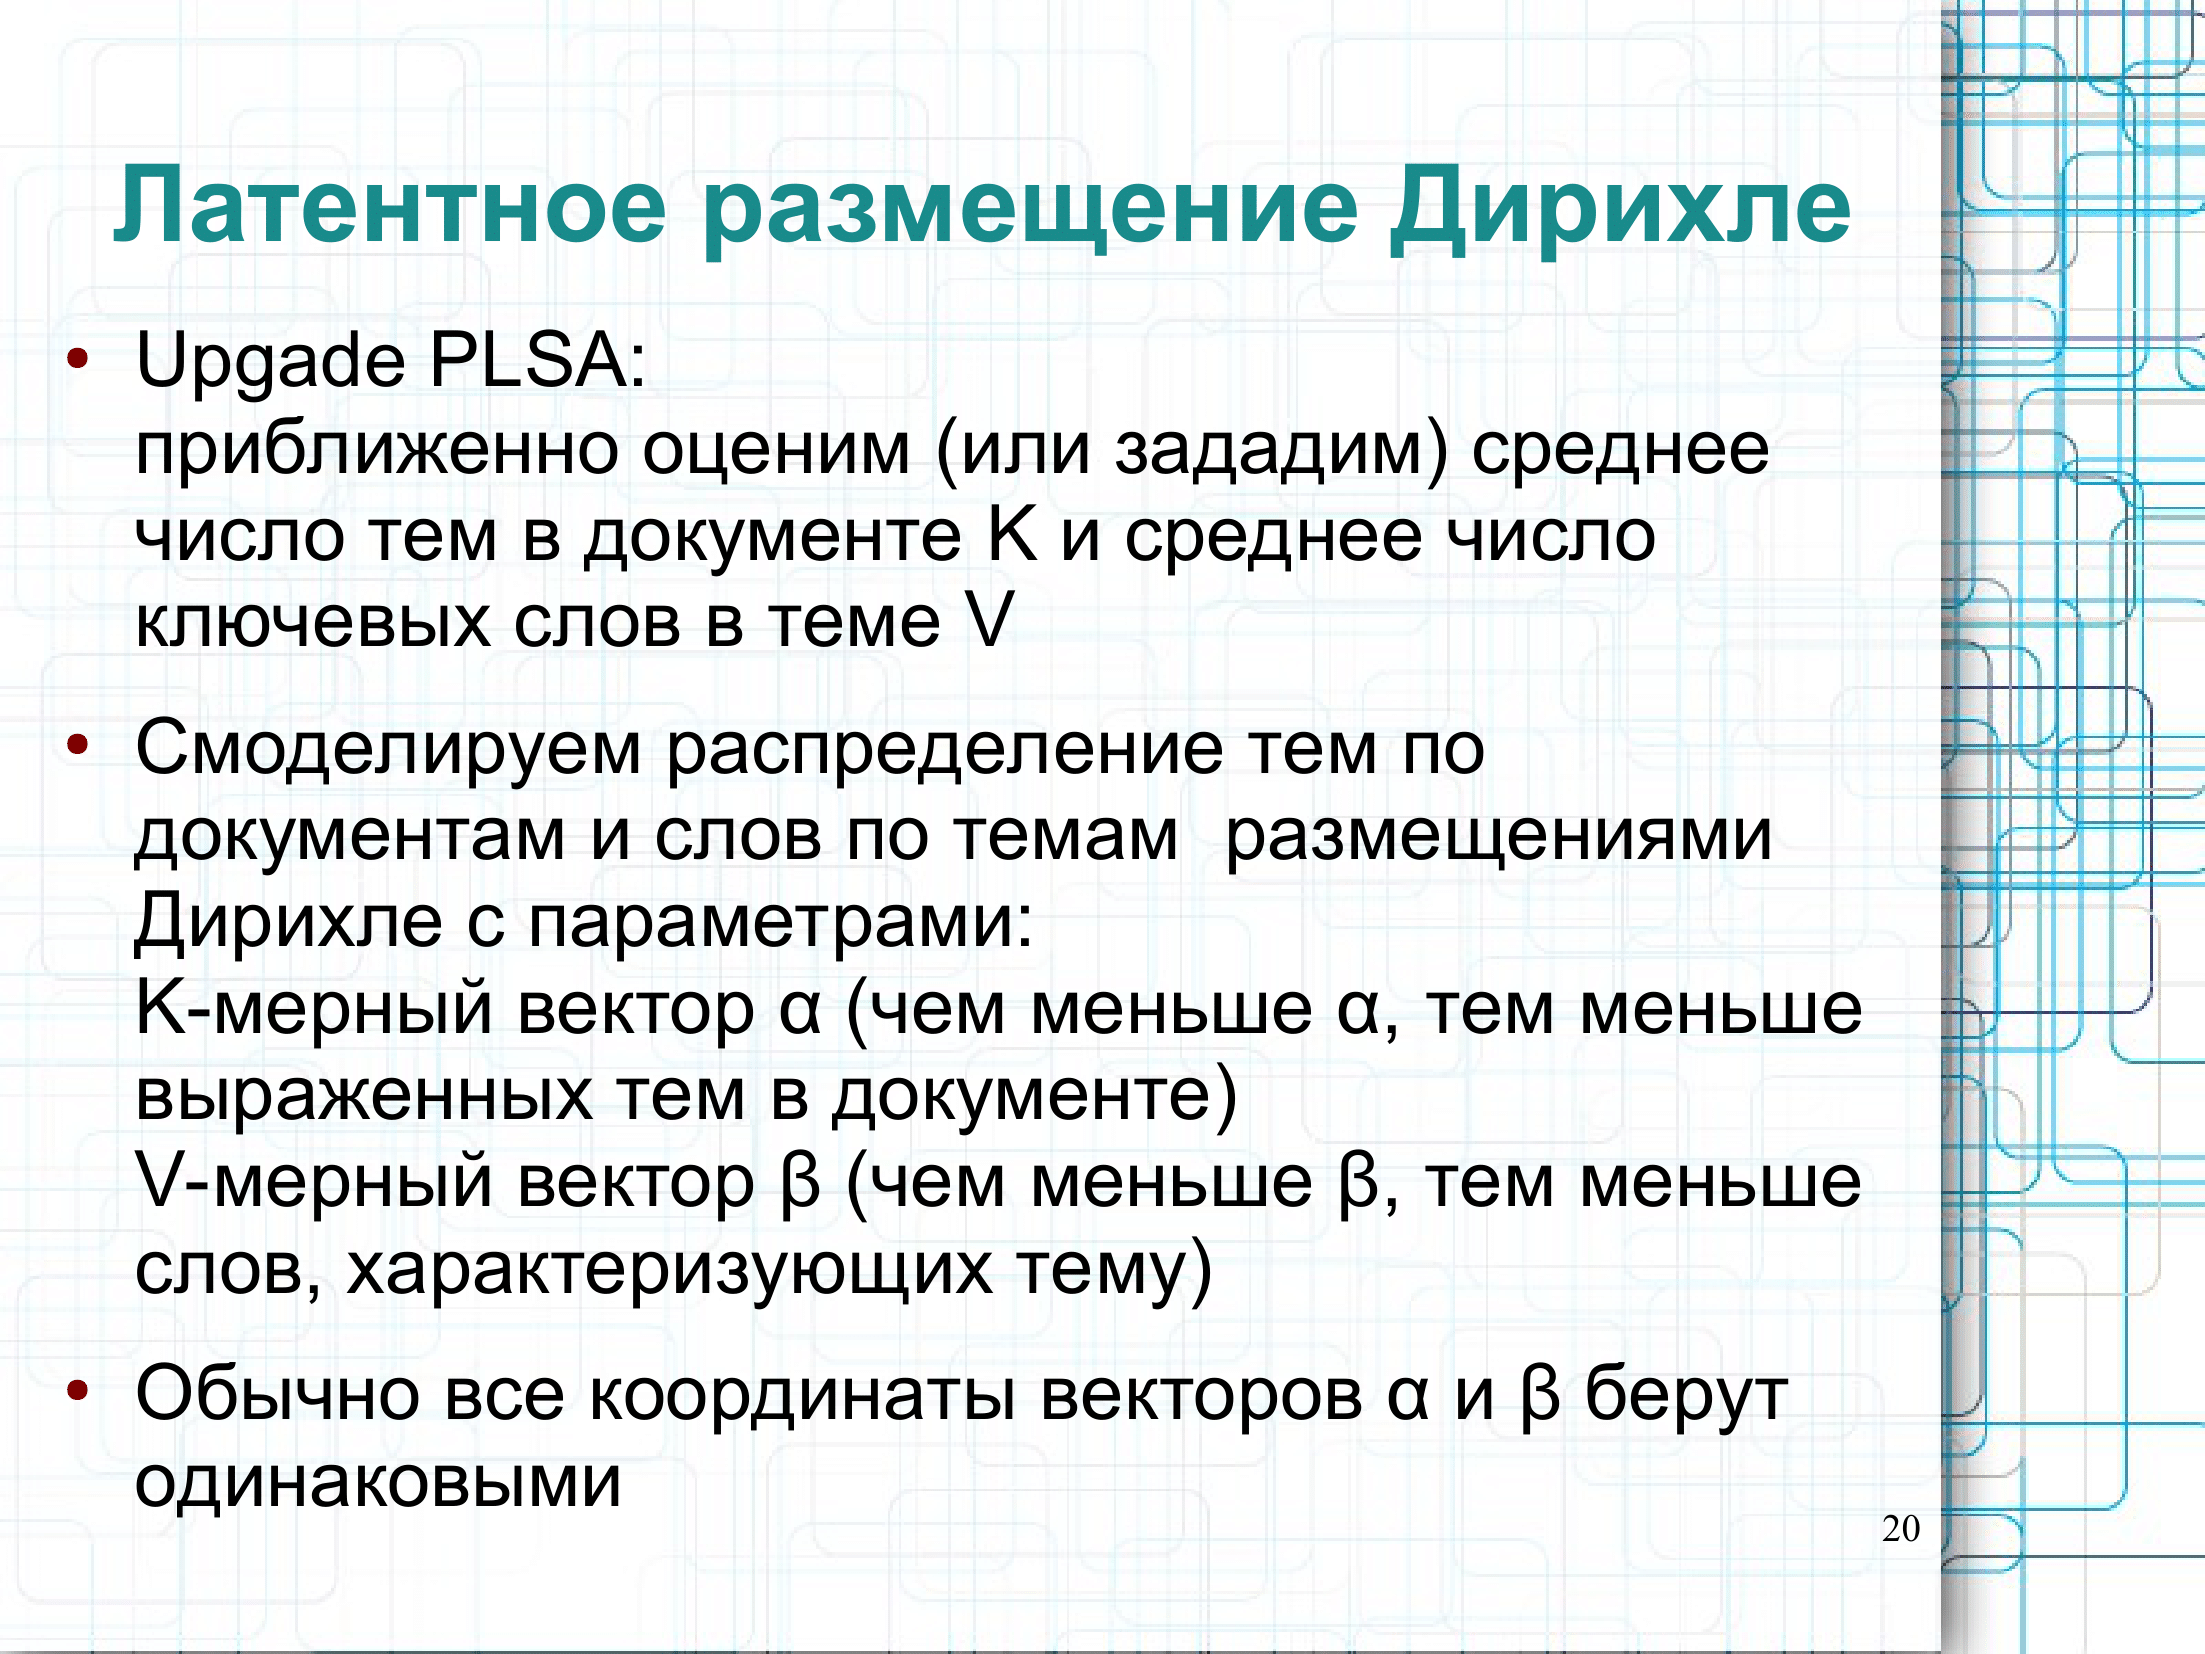 Латентное размещение Дирихле
• Upgade PLSA:
приближенно оценим (или зададим) среднее
число тем в документе K и среднее число
ключевых слов в теме V
• Смоделируем распределение тем по
документам и слов по темам  размещениями
Дирихле с параметрами:
K-мерный вектор α (чем меньше α, тем меньше
выраженных тем в документе)
V-мерный вектор β (чем меньше β, тем меньше
слов, характеризующих тему)
• Обычно все координаты векторов α и β берут
одинаковыми
20